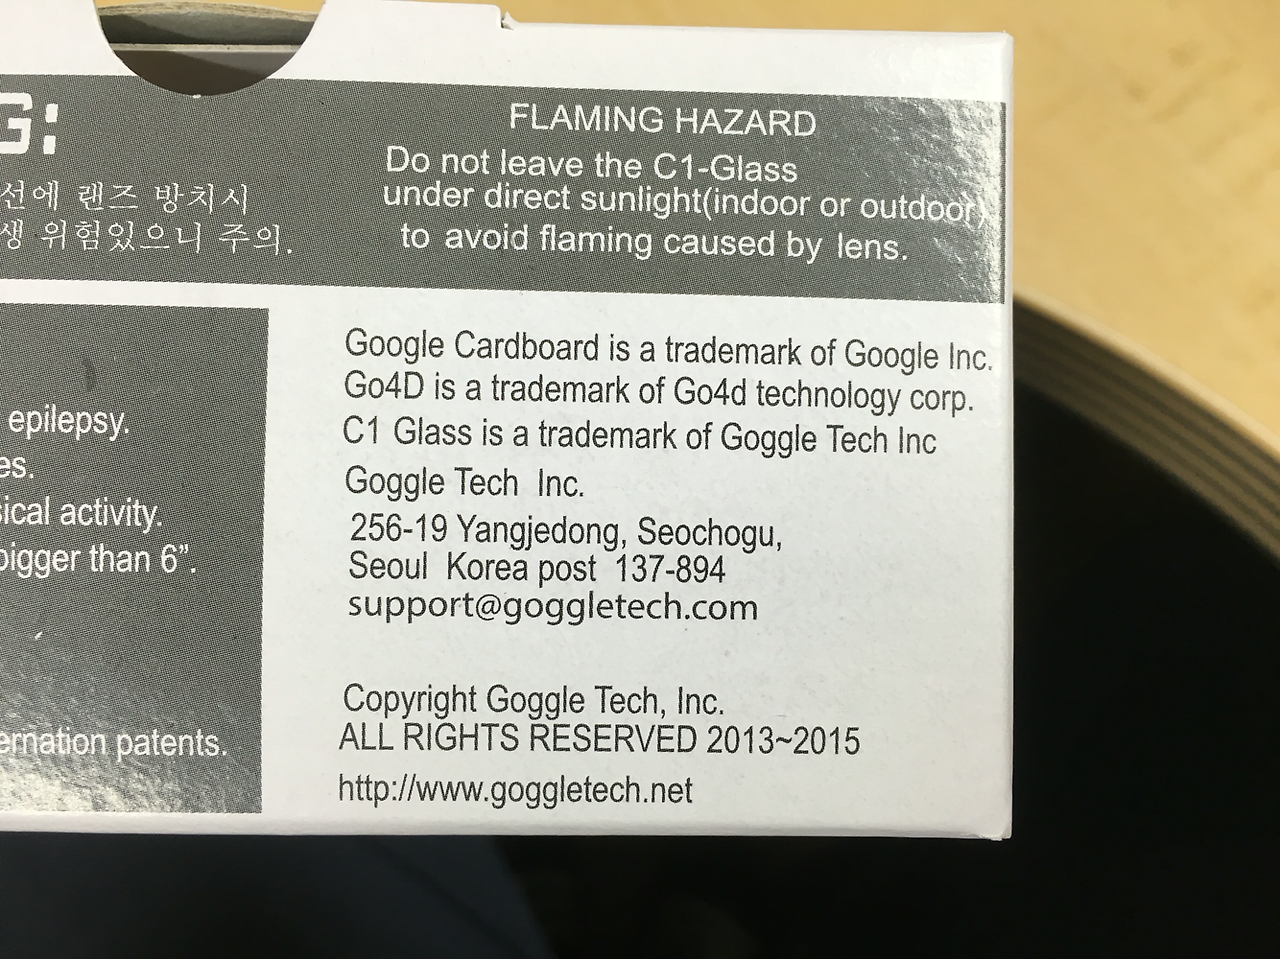 G:
선에 랜즈 방치시
생 위험있으니 주의.
FLAMING HAZARD
Do not leave the C1-Glass
under direct sunlight(indoor or outdoor)
to avoid flaming caused by lens.
epilepsy.
es.
sical activity.
bigger than 6”.
ernation patents.
Google Cardboard is a trademark of Google Inc.
Go4D is a trademark of Go4d technology corp.
C1 Glass is a trademark of Goggle Tech Inc
Goggle Tech Inc.
256-19 Yangjedong, Seochogu,
Seoul Korea post 137-894
support@goggletech.com
Copyright Goggle Tech, Inc.
ALL RIGHTS RESERVED 2013~2015
http://www.goggletech.net